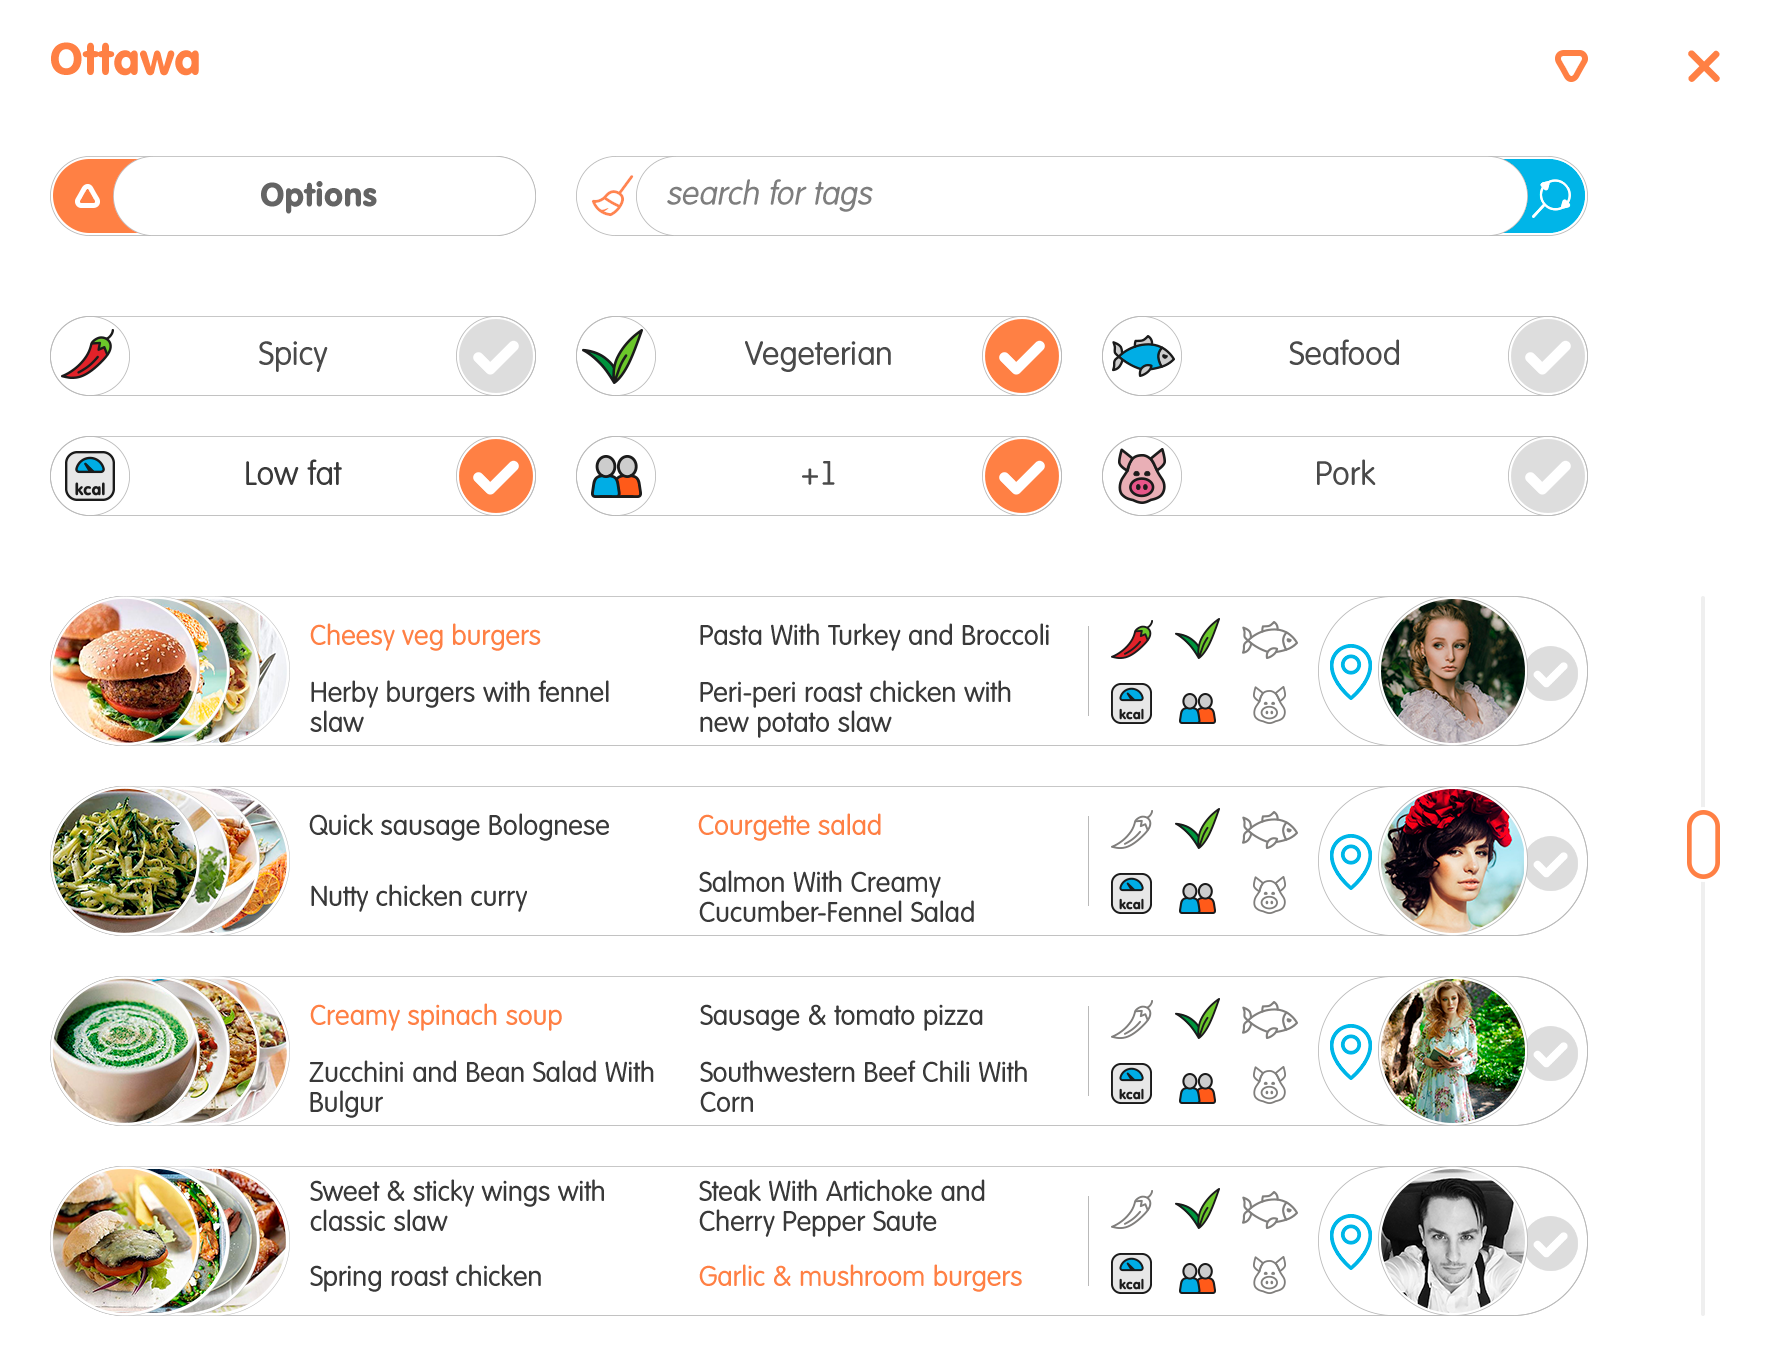 Ottawa
Options
search for tags
Spicy
Vegeterian
Seafood
kcal
Low fat
+1
Pork
Cheesy veg burgers
Pasta With Turkey and Broccoli
Herby burgers with fennel
slaw
Peri-peri roast chicken with
new potato slaw
kcal
Quick sausage Bolognese
Courgette salad
Nutty chicken curry
Salmon With Creamy
Cucumber-Fennel Salad
kcal
Creamy spinach soup
Sausage & tomato pizza
Zucchini and Bean Salad With
Bulgur
Southwestern Beef Chili With
Corn
kcal
Sweet & sticky wings with
classic slaw
Steak With Artichoke and
Cherry Pepper Saute
Spring roast chicken
Garlic & mushroom burgers
kcal